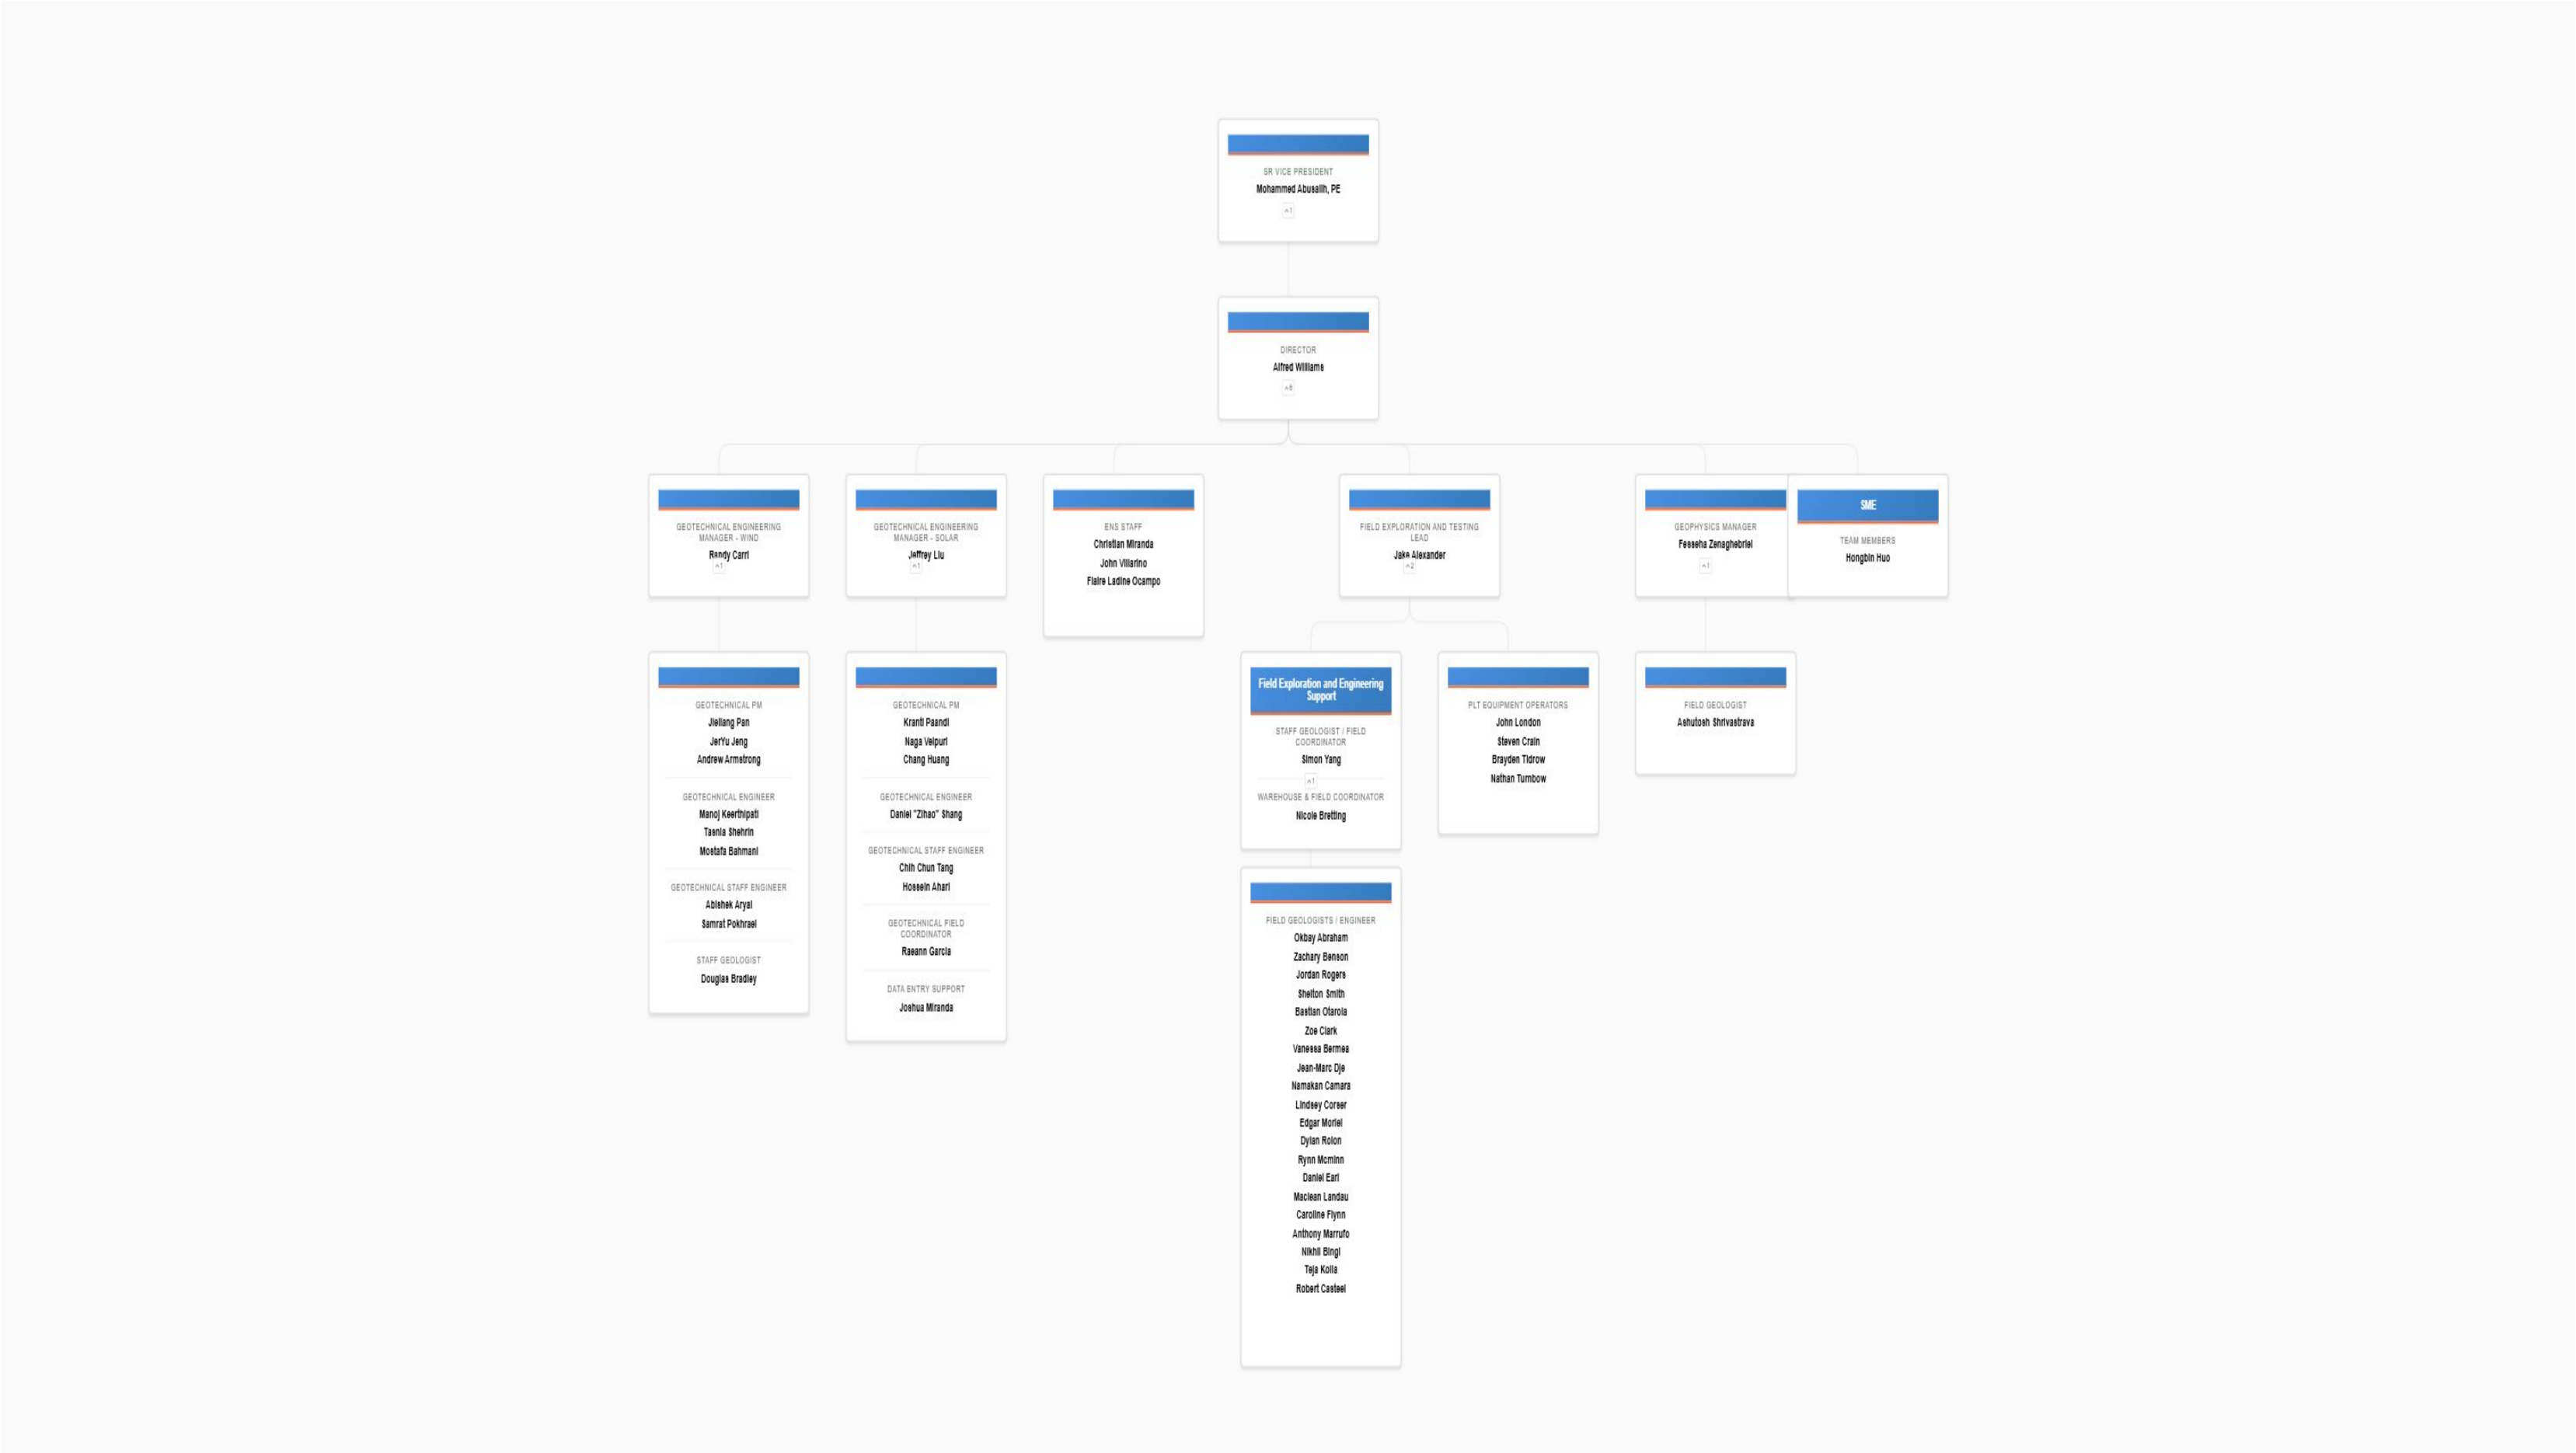 SR VICE PRESIDENT
Mohammed Abusalih, PE
^1
DIRECTOR
Alfred Williams
GEOTECHNICAL ENGINEERING
MANAGER - WIND
Randy Carri
^1
GEOTECHNICAL ENGINEERING
MANAGER - SOLAR
Jeffrey Liu
^1
ENS STAFF
Christian Miranda
John Villarino
Flaire Ladine Ocampo
FIELD EXPLORATION AND TESTING
LEAD
Jake Alexander
^2
GEOPHYSICS MANAGER
Fesseha Zenaghebriel
^1
SME
TEAM MEMBERS
Hongbin Huo
GEOTECHNICAL PM
Jieliang Pan
JerYu Jeng
Andrew Armstrong
GEOTECHNICAL ENGINEER
Manoj Keerthipati
Tasnia Shehrin
Mostafa Bahmani
GEOTECHNICAL STAFF ENGINEER
Abishek Aryal
Samrat Pokhrael
STAFF GEOLOGIST
Douglas Bradley
GEOTECHNICAL PM
Kranti Paandi
Naga Velpuri
Chang Huang
GEOTECHNICAL ENGINEER
Daniel "Zihao" Shang
GEOTECHNICAL STAFF ENGINEER
Chih Chun Tang
Hossein Ahari
GEOTECHNICAL FIELD
COORDINATOR
Raeann Garcia
DATA ENTRY SUPPORT
Joshua Miranda
Field Exploration and Engineering
Support
STAFF GEOLOGIST / FIELD
COORDINATOR
Simon Yang
^1
WAREHOUSE & FIELD COORDINATOR
Nicole Bretting
PLT EQUIPMENT OPERATORS
John London
Steven Crain
Brayden Tidrow
Nathan Turnbow
FIELD GEOLOGIST
Ashutosh Shrivastrava
FIELD GEOLOGISTS / ENGINEER
Okbay Abraham
Zachary Benson
Jordan Rogers
Shelton Smith
Bastian Otarola
Zoe Clark
Vanessa Bermea
Jean-Marc Dje
Namakan Camara
Lindsey Corser
Edgar Moriel
Dylan Rolon
Rynn Mcminn
Daniel Earl
Maclean Landau
Caroline Flynn
Anthony Marrufo
Nikhil Bingi
Teja Kolla
Robert Casteel